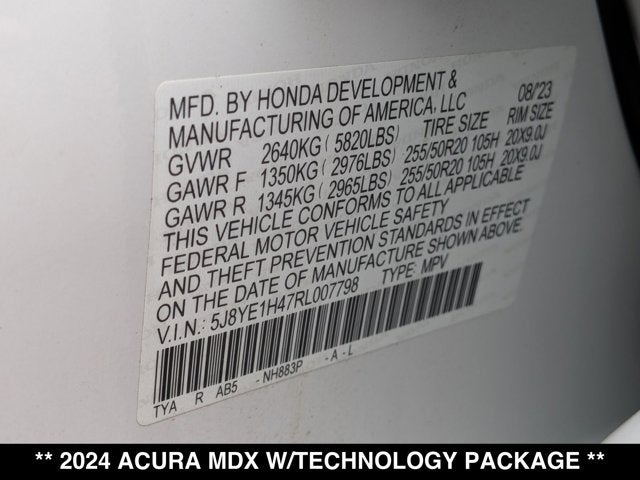 MFD. BY HONDA DEVELOPMENT & 08/'23
MANUFACTURING OF AMERICA, LLC
GVWR 2640KG ( 5820LBS) TIRE SIZE RIM SIZE
GAWR F 1350KG ( 2976LBS) 255/50R20 105H 20X9.0J
GAWR R 1345KG ( 2965LBS) 255/50R20 105H 20X9.0J
THIS VEHICLE CONFORMS TO ALL APPLICABLE
FEDERAL MOTOR VEHICLE SAFETY
AND THEFT PREVENTION STANDARDS IN EFFECT
ON THE DATE OF MANUFACTURE SHOWN ABOVE.
V.I.N.: 5J8YE1H47RL007798 TYPE: MPV
TYA R AB5 - NH883P - A - L
** 2024 ACURA MDX W/TECHNOLOGY PACKAGE **